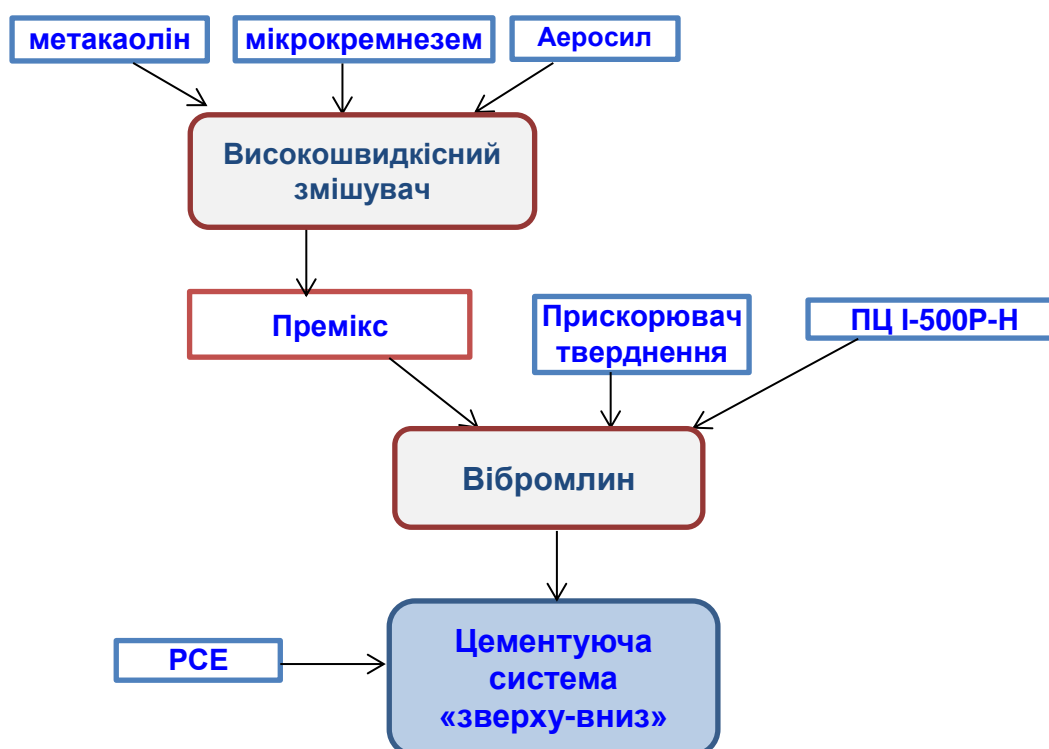 метакаолін
мікрокремнезем
Аеросил
Високошвидкісний
змішувач
Премікс
Прискорювач
тверднення
ПЦ І-500Р-Н
Вібромлин
РСЕ
Цементуюча
система
«зверху-вниз»